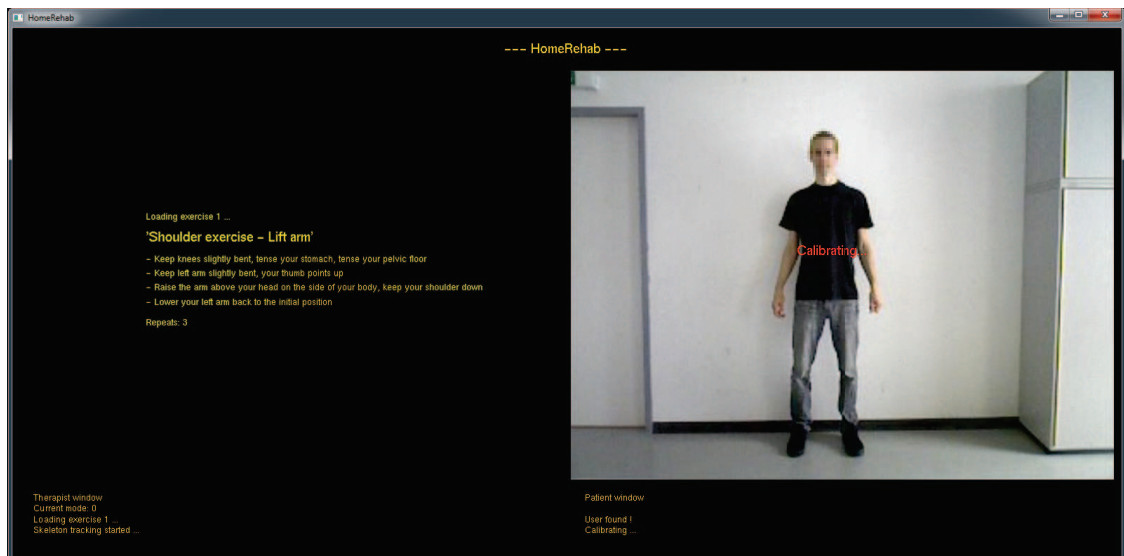 HomeRehab
--- HomeRehab ---
Loading exercise 1 ...
'Shoulder exercise - Lift arm'
- Keep knees slightly bent, tense your stomach, tense your pelvic floor
- Keep left arm slightly bent, your thumb points up
- Raise the arm above your head on the side of your body, keep your shoulder down
- Lower your left arm back to the initial position
Repeats: 3
Calibrating...
Therapist window
Current mode: 0
Loading exercise 1 ...
Skeleton tracking started ...
Patient window
User found !
Calibrating ...